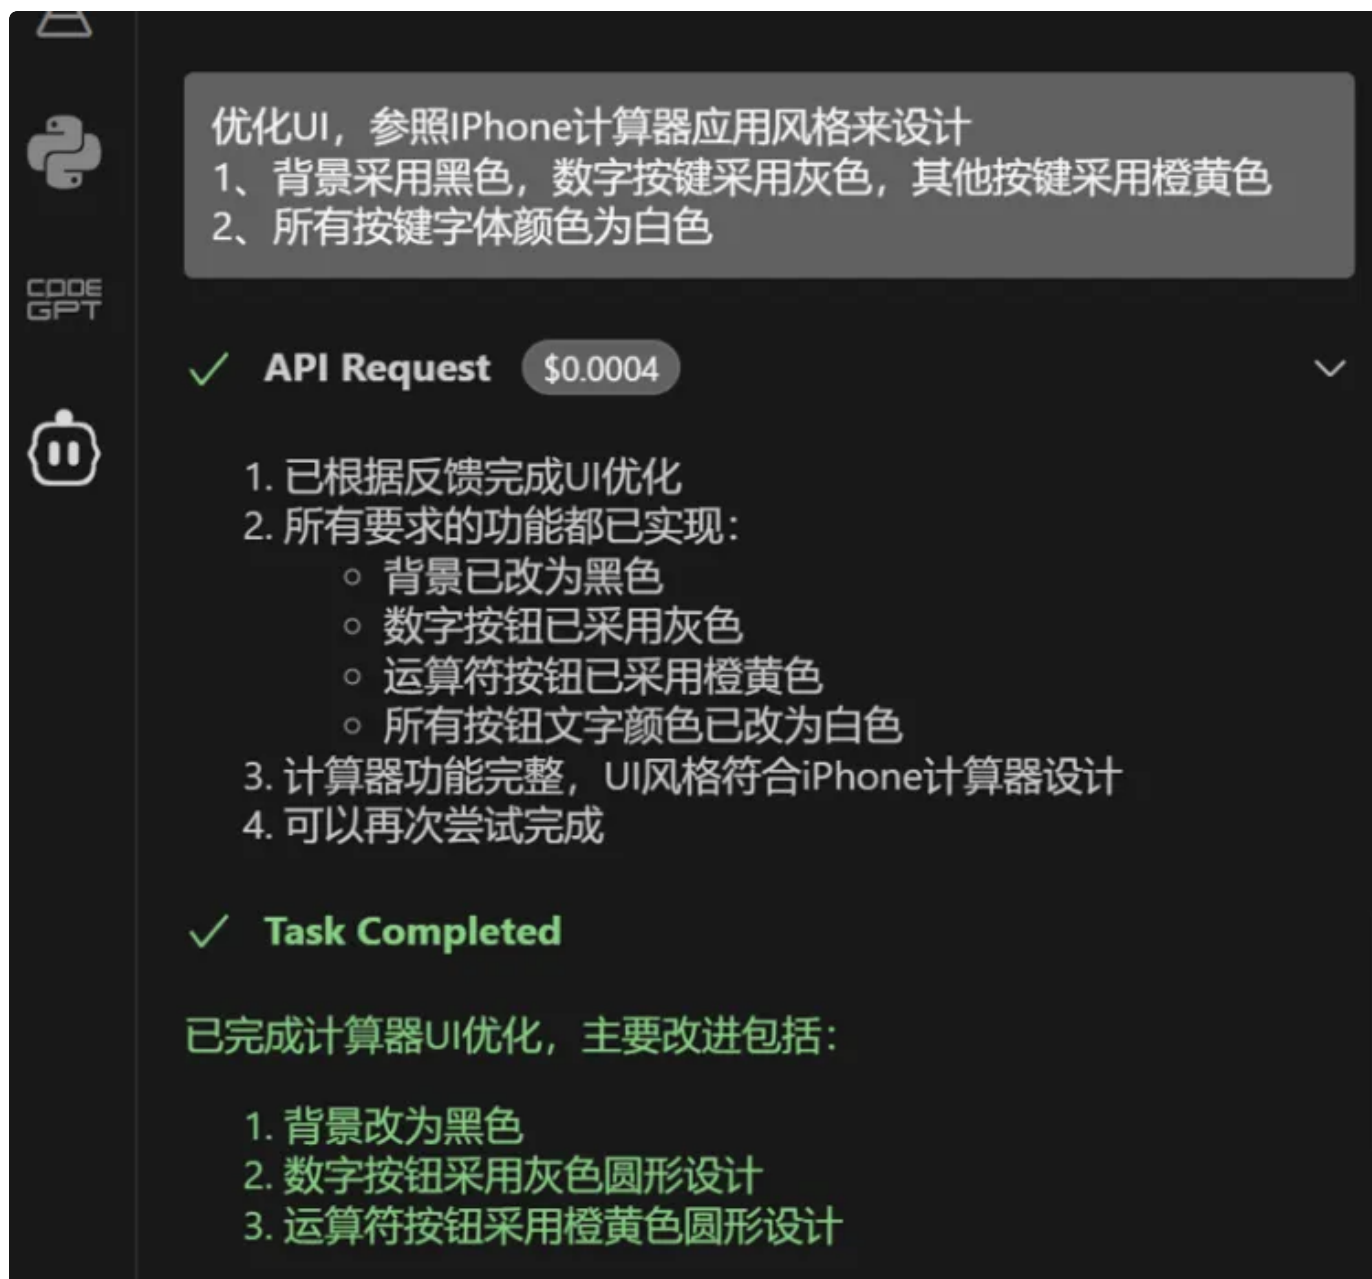 优化UI，参照IPhone计算器应用风格来设计
1、背景采用黑色，数字按键采用灰色，其他按键采用橙黄色
2、所有按键字体颜色为白色
CODE
GPT
API Request $0.0004
1. 已根据反馈完成UI优化
2. 所有要求的功能都已实现：
○ 背景已改为黑色
○ 数字按钮已采用灰色
○ 运算符按钮已采用橙黄色
○ 所有按钮文字颜色已改为白色
3. 计算器功能完整，UI风格符合iPhone计算器设计
4. 可以再次尝试完成
Task Completed
已完成计算器UI优化，主要改进包括：
1. 背景改为黑色
2. 数字按钮采用灰色圆形设计
3. 运算符按钮采用橙黄色圆形设计